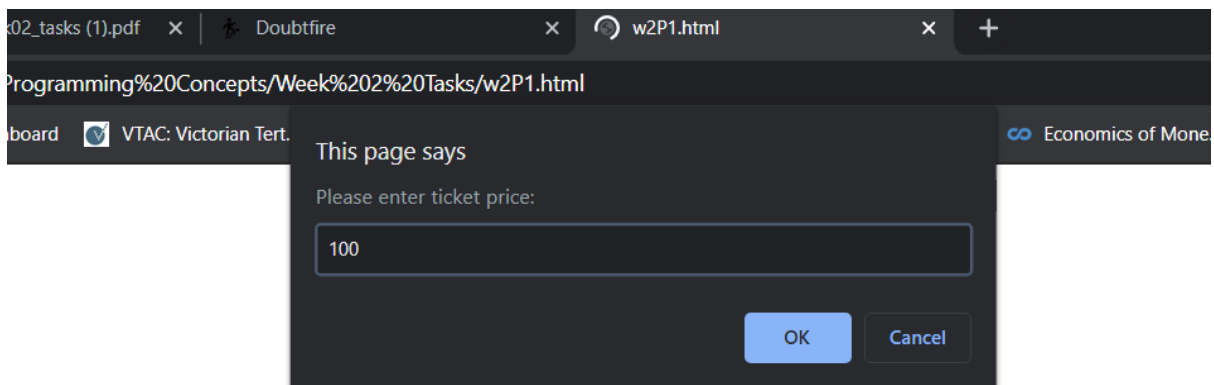 k02_tasks (1).pdf Doubtfire w2P1.html
Programming%20Concepts/Week%202%20Tasks/w2P1.html
board VTAC: Victorian Tert. Economics of Mone.
This page says
Please enter ticket price:
100
OK Cancel